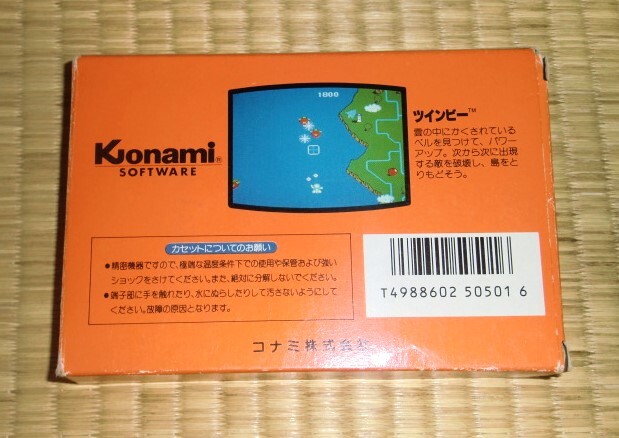 Konami®
SOFTWARE
1800
ツインビー™
雲の中にかくされている
ベルを見つけて、パワー
アップ。次から次に出現
する敵を破壊し、島をと
りもどそう。
カセットについてのお願い
●精密機器ですので、極端な温度条件下での使用や保管および強い
ショックをさけてください。また、絶対に分解しないでください。
●端子部に手を触れたり、水にぬらしたりして汚さないようにして
ください。故障の原因となります。
T4988602 50501 6
コナミ株式会社